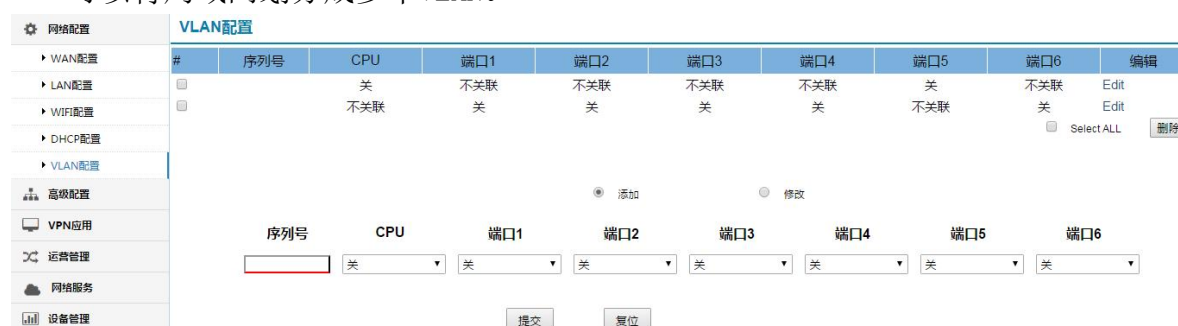 网络配置
WAN配置
LAN配置
WIFI配置
DHCP配置
VLAN配置
高级配置
VPN应用
运营管理
网络服务
设备管理
VLAN配置
# 序列号 CPU 端口1 端口2 端口3 端口4 端口5 端口6 编辑
关 不关联 不关联 不关联 不关联 关 不关联 Edit
不关联 关 关 关 关 不关联 关 Edit
Select ALL 删除
添加 修改
序列号 CPU 端口1 端口2 端口3 端口4 端口5 端口6
关 关 关 关 关 关 关
提交 复位